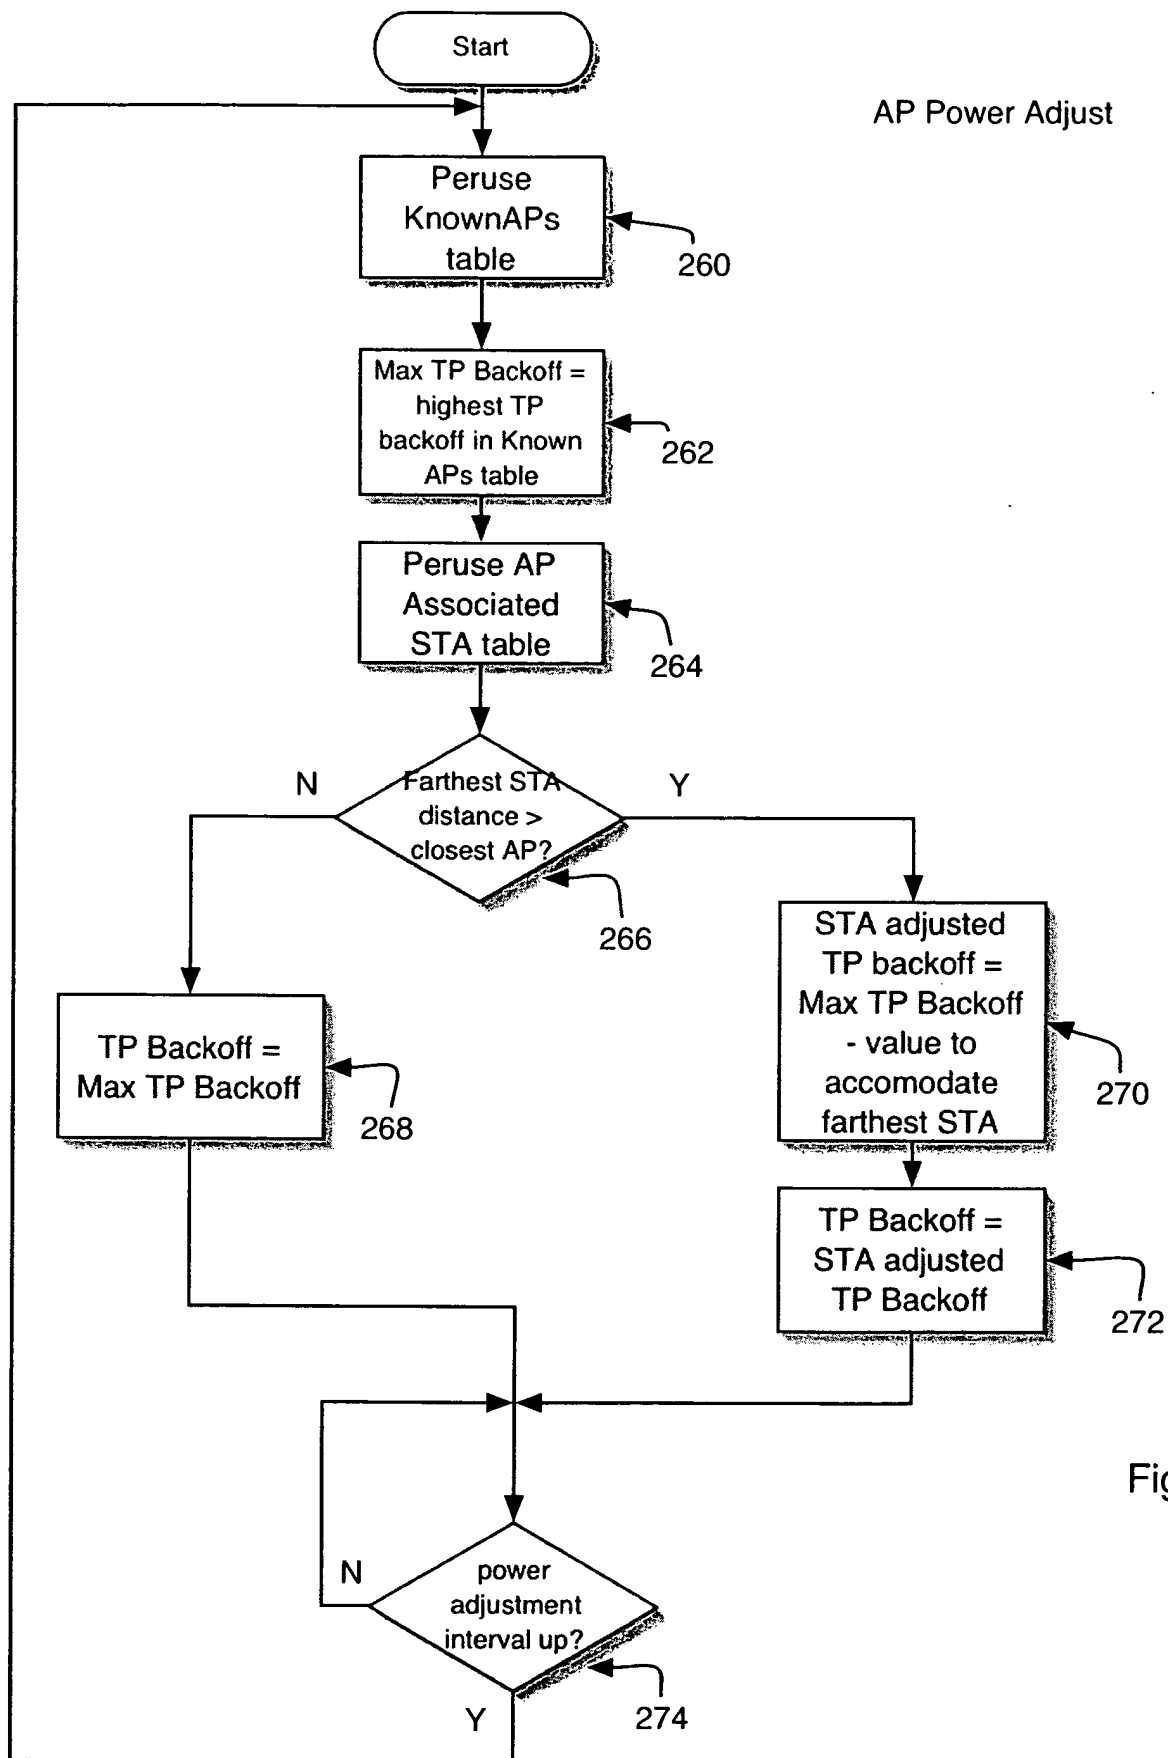 Start
AP Power Adjust
Peruse
KnownAPs
table
260
Max TP Backoff =
highest TP
backoff in Known
APs table
262
Peruse AP
Associated
STA table
264
N
Farthest STA
distance >
closest AP?
Y
266
STA adjusted
TP backoff =
Max TP Backoff
- value to
accomodate
farthest STA
270
TP Backoff =
Max TP Backoff
268
TP Backoff =
STA adjusted
TP Backoff
272
Fig
N
power
adjustment
interval up?
274
Y